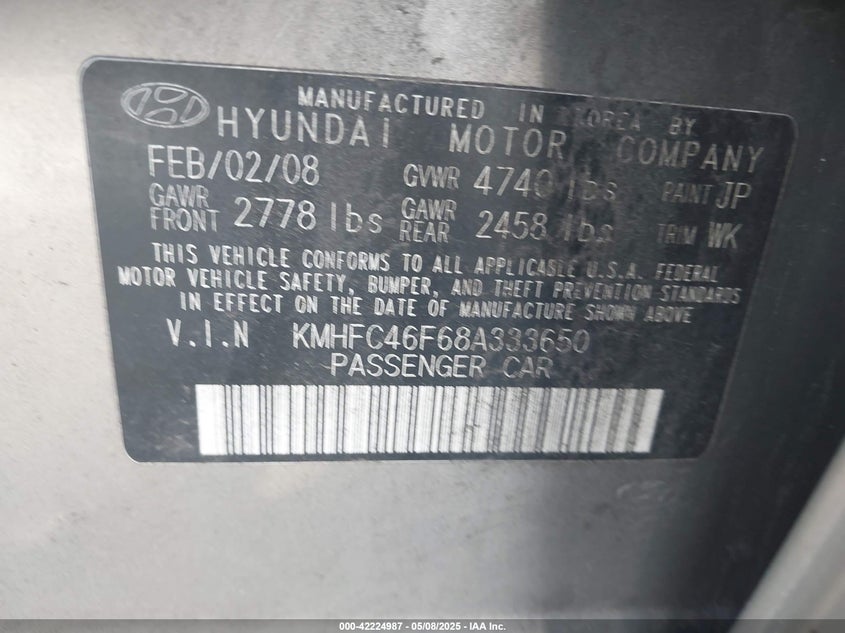 MANUFACTURED IN KOREA BY
HYUNDAI MOTOR COMPANY
FEB/02/08 GVWR 4740 lbs PAINT JP
GAWR FRONT 2778 lbs GAWR REAR 2458 lbs TRIM WK
THIS VEHICLE CONFORMS TO ALL APPLICABLE U.S.A. FEDERAL
MOTOR VEHICLE SAFETY, BUMPER, AND THEFT PREVENTION STANDARDS
IN EFFECT ON THE DATE OF MANUFACTURE SHOWN ABOVE
V.I.N KMHFC46F68A333650
PASSENGER CAR
000-42224987 - 05/08/2025 - IAA Inc.